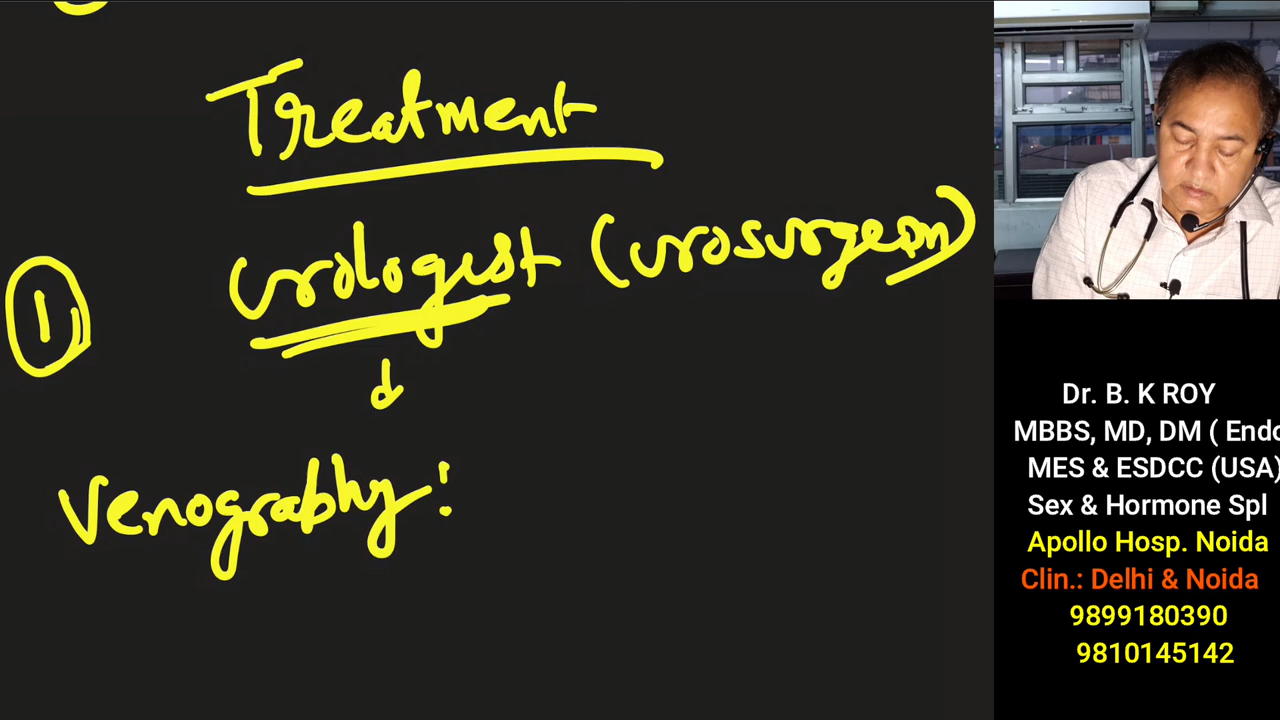 Treatment
1 Urologist (urosurgeon)
Venography:
Dr. B. K ROY
MBBS, MD, DM ( Endo
MES & ESDCC (USA)
Sex & Hormone Spl
Apollo Hosp. Noida
Clin.: Delhi & Noida
9899180390
9810145142